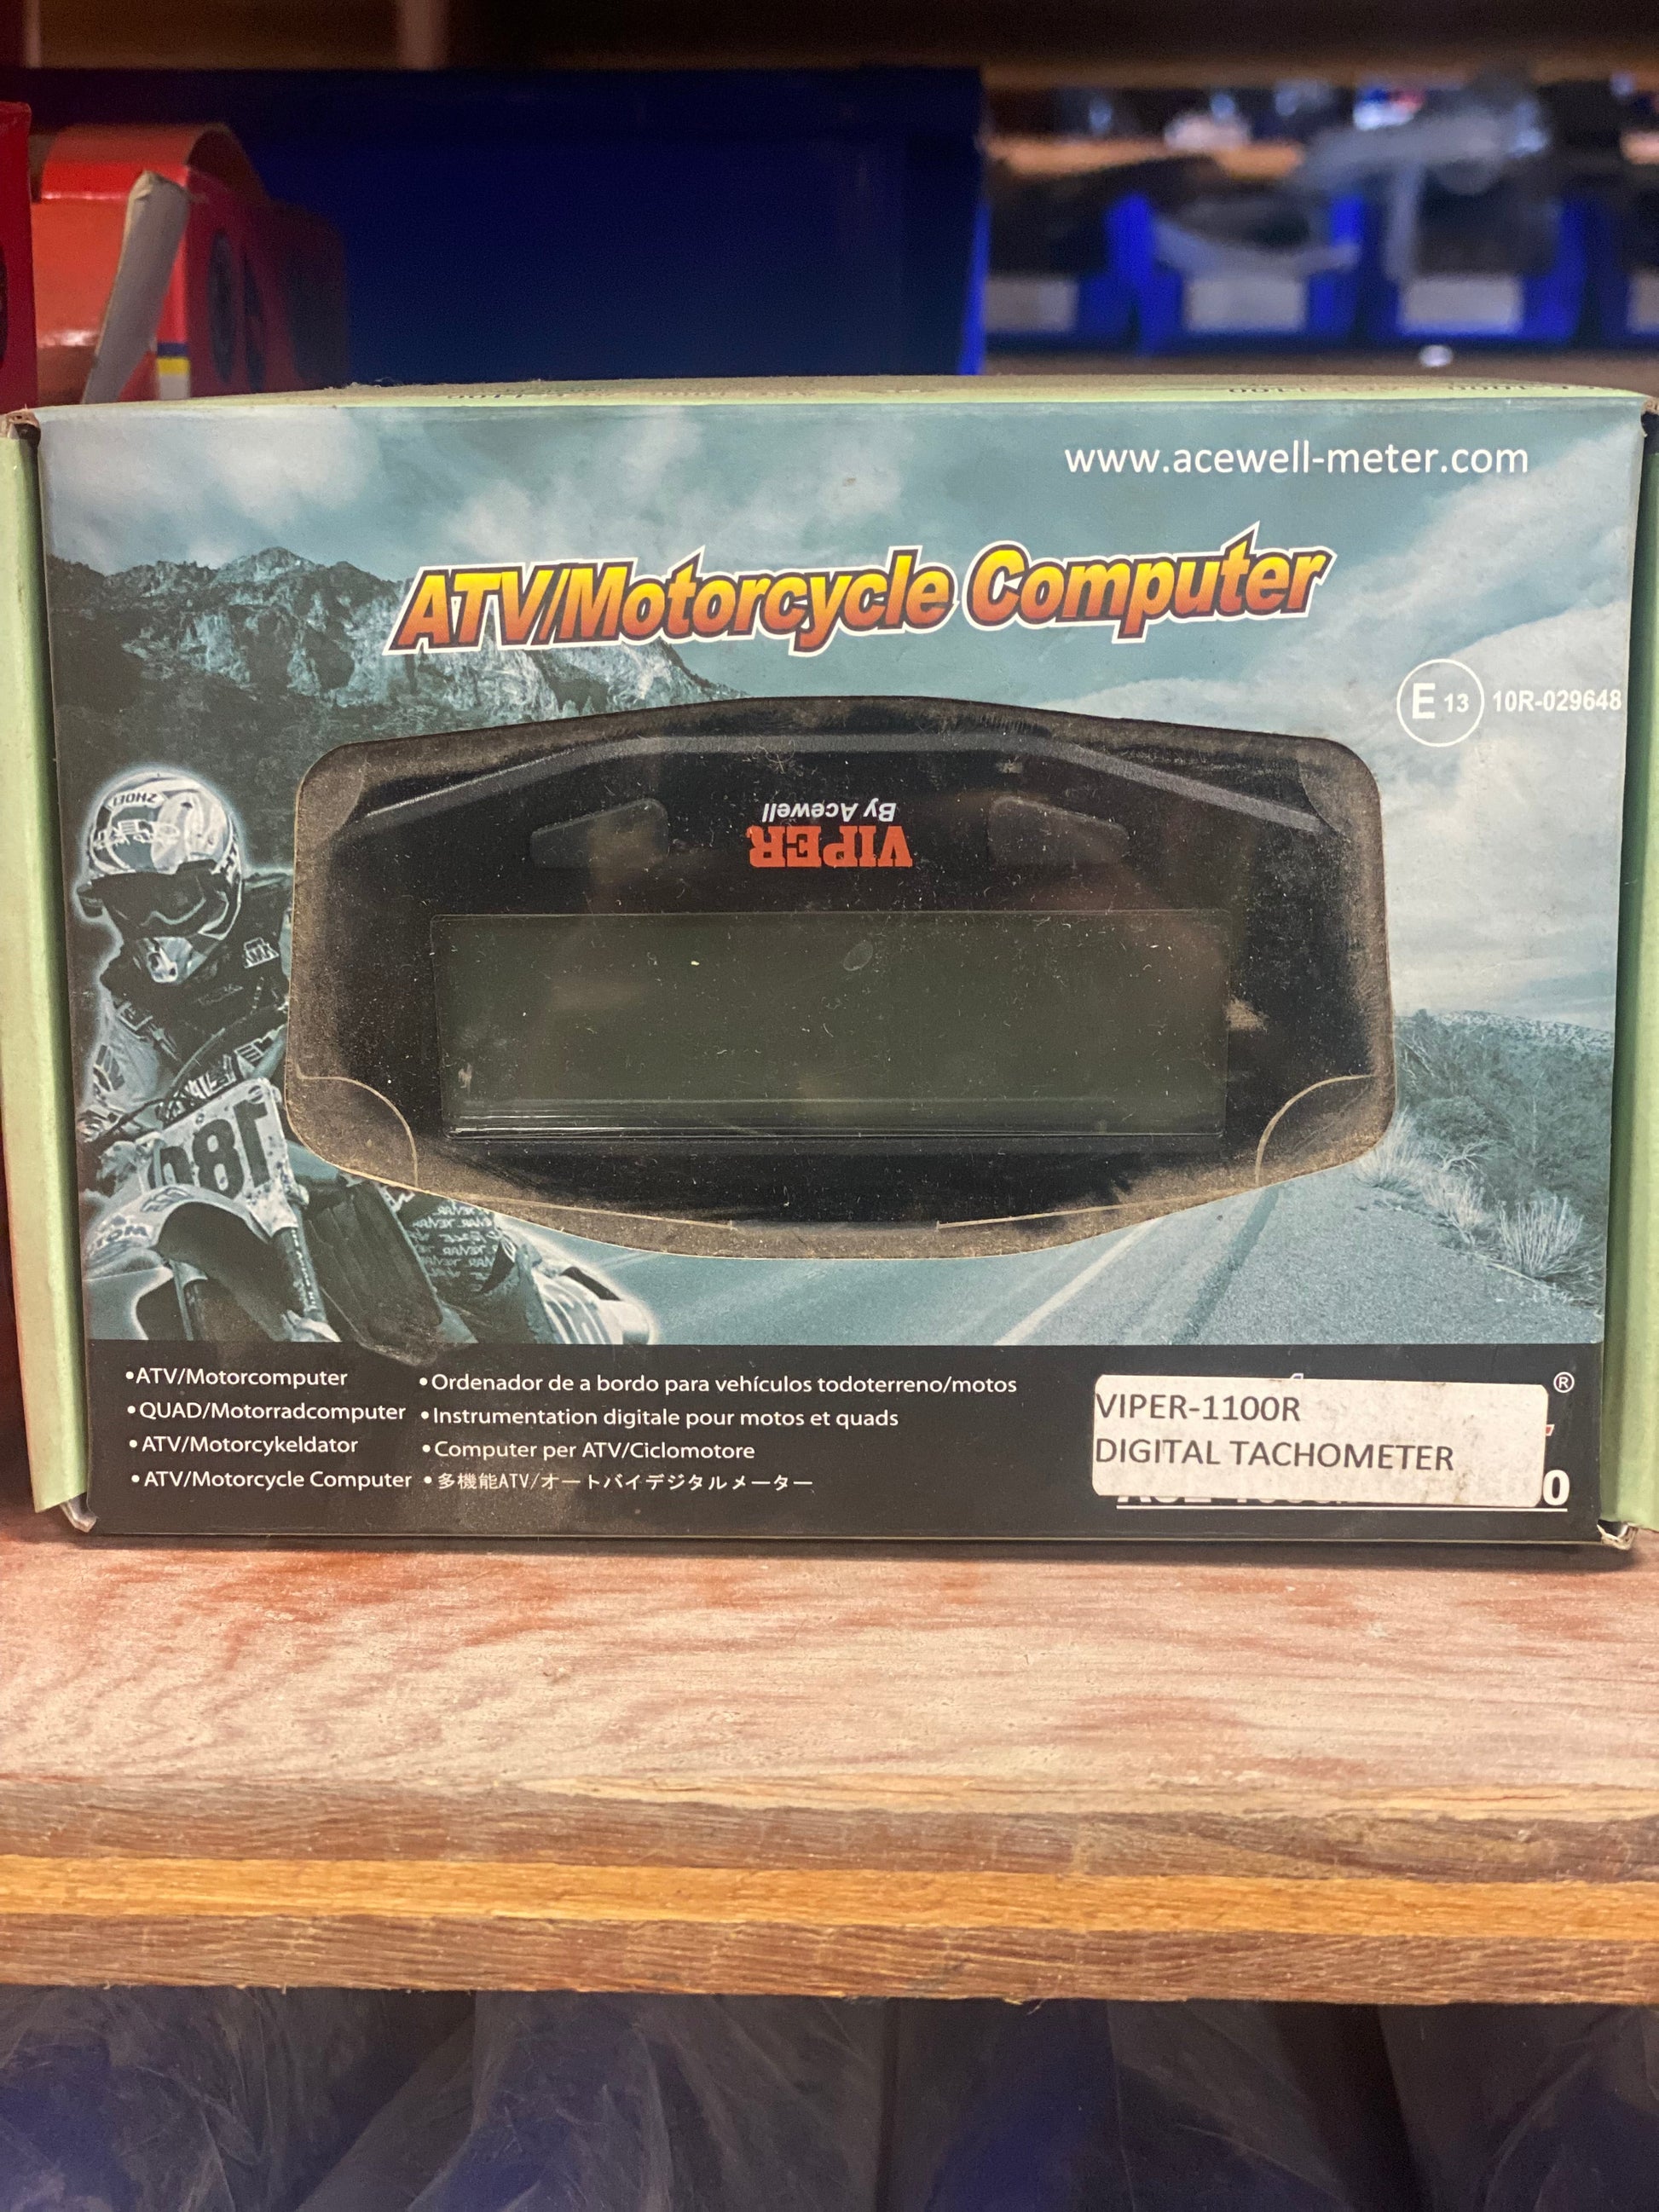 www.acewell-meter.com
ATV/Motorcycle Computer
E 13 10R-029648
VIPER
By Acewell
SHOEI
180
•ATV/Motorcomputer
•QUAD/Motorradcomputer
•ATV/Motorcykeldator
•ATV/Motorcycle Computer
•Ordenador de a bordo para vehículos todoterreno/motos
•Instrumentation digitale pour motos et quads
•Computer per ATV/Ciclomotore
•多機能ATV/オートバイデジタルメーター
®
VIPER-1100R
DIGITAL TACHOMETER
0